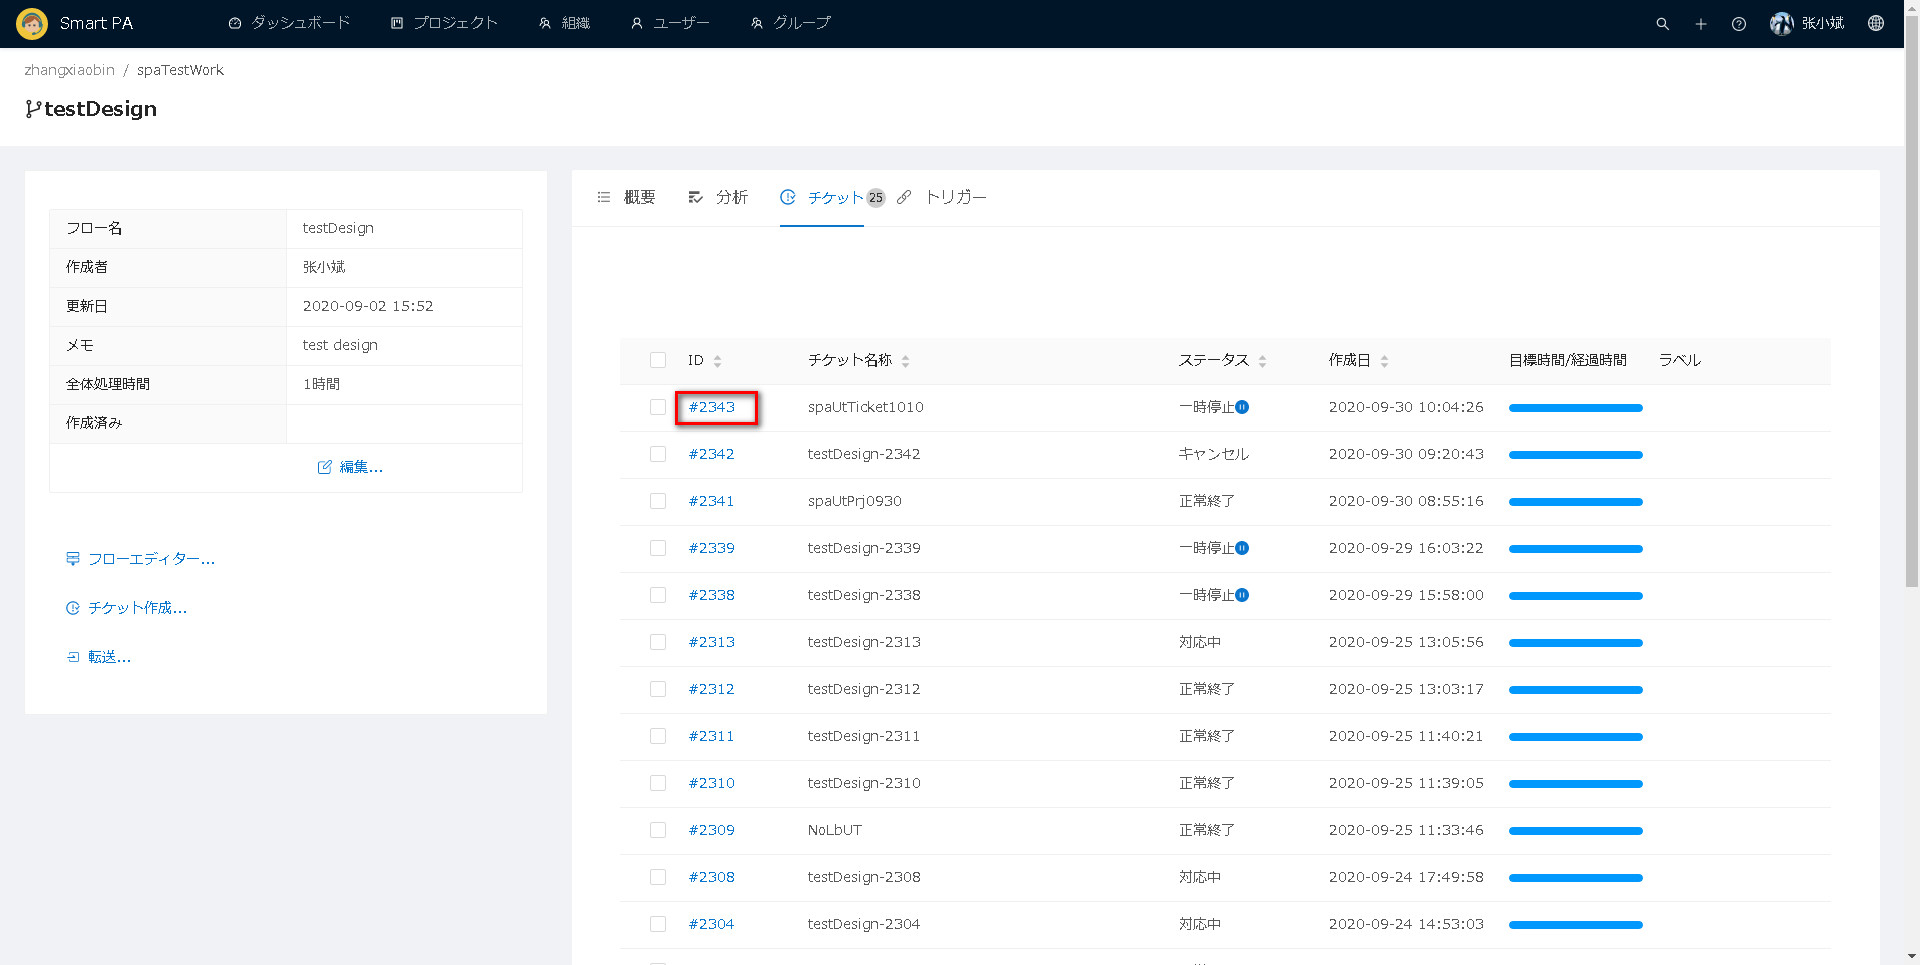 Smart PA ダッシュボード プロジェクト 組織 ユーザー グループ 张小斌
zhangxiaobin / spaTestWork
testDesign
フロー名 testDesign
作成者 张小斌
更新日 2020-09-02 15:52
メモ test design
全体処理時間 1時間
作成済み
編集...
フローエディター...
チケット作成...
転送...
概要 分析 チケット 25 トリガー
ID チケット名称 ステータス 作成日 目標時間/経過時間 ラベル
#2343 spaUtTicket1010 一時停止 2020-09-30 10:04:26
#2342 testDesign-2342 キャンセル 2020-09-30 09:20:43
#2341 spaUtPrj0930 正常終了 2020-09-30 08:55:16
#2339 testDesign-2339 一時停止 2020-09-29 16:03:22
#2338 testDesign-2338 一時停止 2020-09-29 15:58:00
#2313 testDesign-2313 対応中 2020-09-25 13:05:56
#2312 testDesign-2312 正常終了 2020-09-25 13:03:17
#2311 testDesign-2311 正常終了 2020-09-25 11:40:21
#2310 testDesign-2310 正常終了 2020-09-25 11:39:05
#2309 NoLbUT 正常終了 2020-09-25 11:33:46
#2308 testDesign-2308 対応中 2020-09-24 17:49:58
#2304 testDesign-2304 対応中 2020-09-24 14:53:03